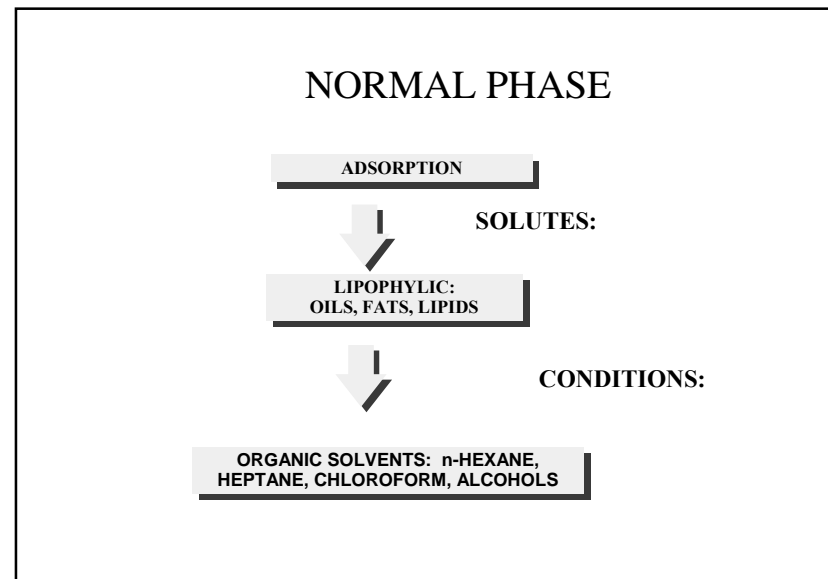 NORMAL PHASE
ADSORPTION
SOLUTES:
LIPOPHYLIC:
OILS, FATS, LIPIDS
CONDITIONS:
ORGANIC SOLVENTS: n-HEXANE,
HEPTANE, CHLOROFORM, ALCOHOLS